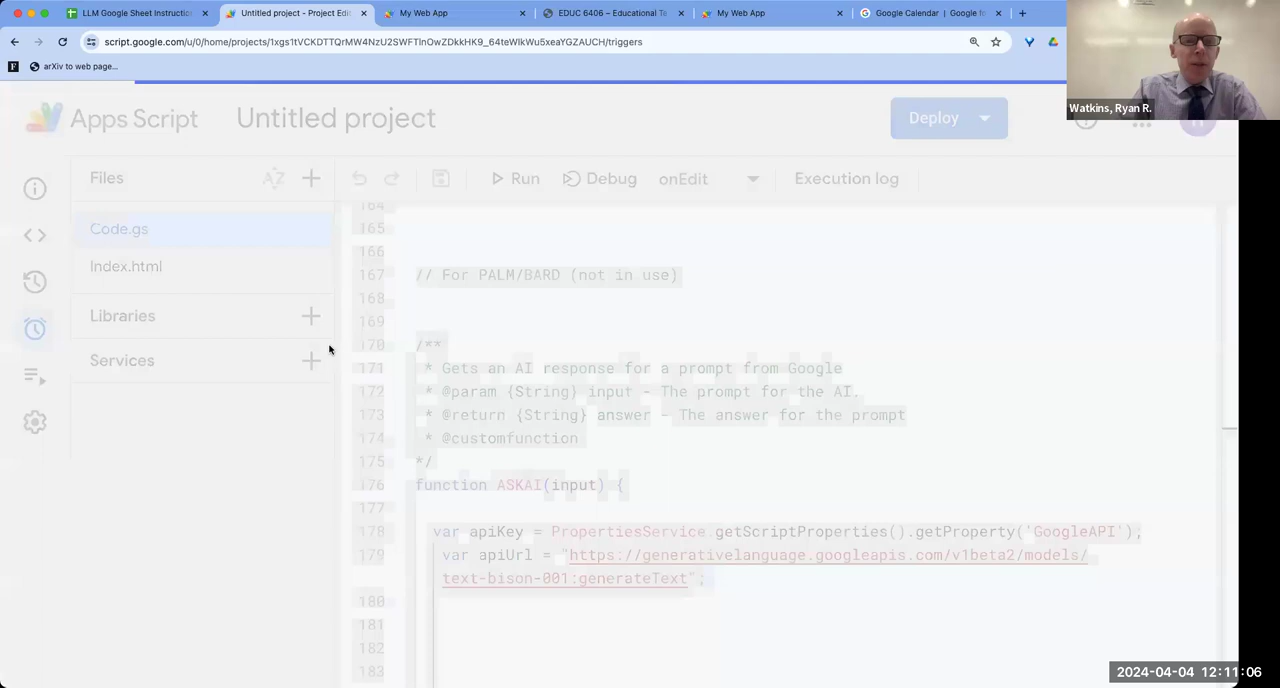 LLM Google Sheet Instruction
Untitled project - Project Edi
My Web App
EDUC 6406 – Educational Te
My Web App
Google Calendar | Google fo
script.google.com/u/0/home/projects/1xgs1tVCKDTTQrMW4NzU2SWFTlnOwZDkkHK9_64teWlkWu5xeaYGZAUCH/triggers
F
arXiv to web page...
Watkins, Ryan R.
Apps Script
Untitled project
Deploy
Files
AZ
Run
Debug
onEdit
Execution log
Code.gs
Index.html
Libraries
Services
164
165
166
167 // For PALM/BARD (not in use)
168
169
170 /**
171 * Gets an AI response for a prompt from Google
172 * @param {String} input - The prompt for the AI.
173 * @return {String} answer - The answer for the prompt
174 * @customfunction
175 */
176 function ASKAI(input) {
177
178 var apiKey = PropertiesService.getScriptProperties().getProperty('GoogleAPI');
179 var apiUrl = "https://generativelanguage.googleapis.com/v1beta2/models/
text-bison-001:generateText";
180
181
182
183
2024-04-04 12:11:06